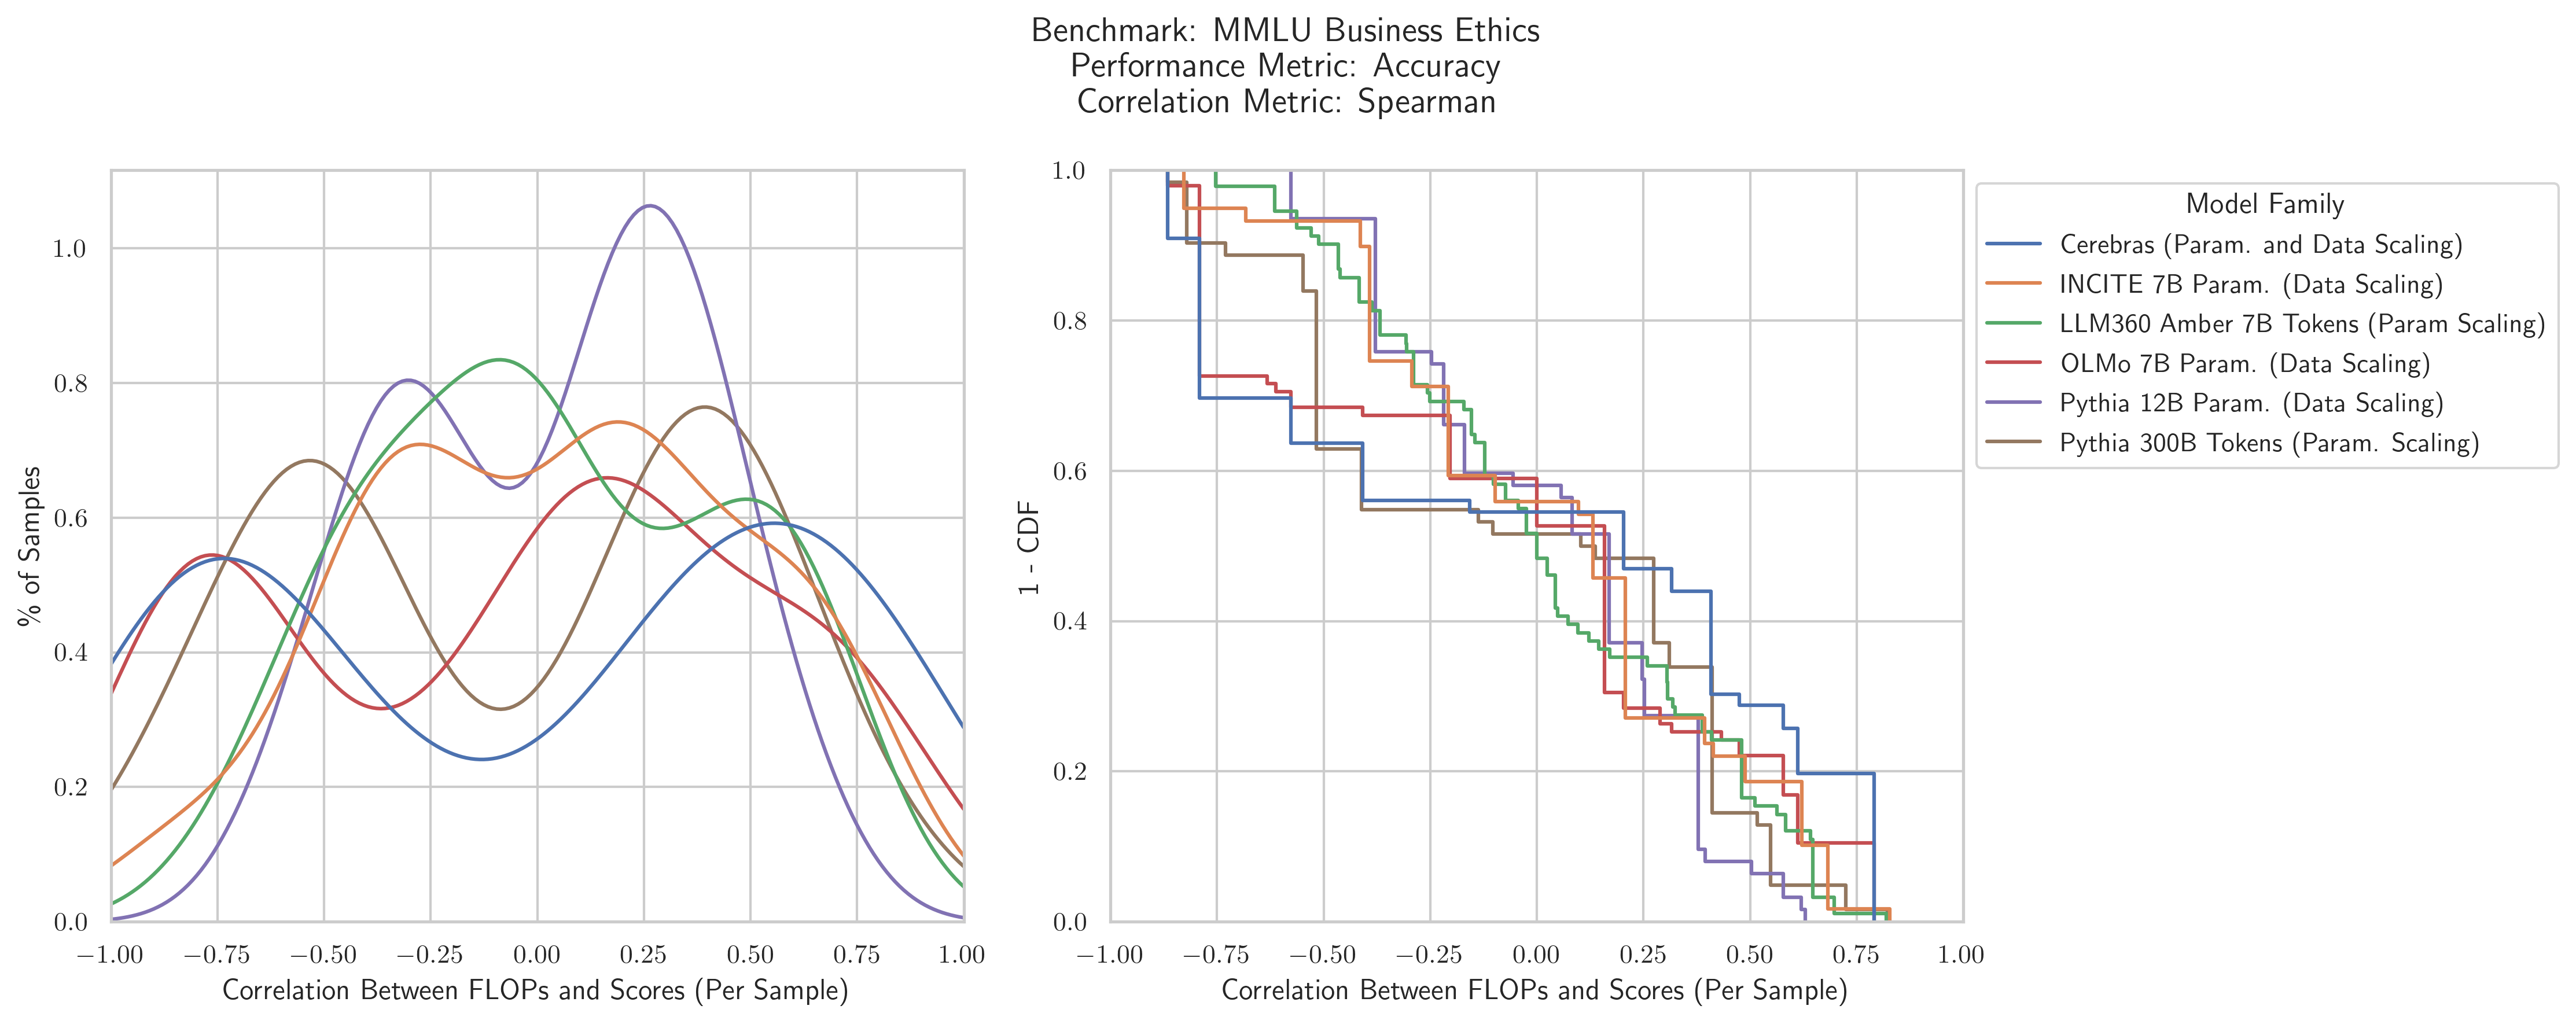 Benchmark: MMLU Business Ethics
Performance Metric: Accuracy
Correlation Metric: Spearman
% of Samples
1.0
0.8
0.6
0.4
0.2
0.0
−1.00 −0.75 −0.50 −0.25 0.00 0.25 0.50 0.75 1.00
Correlation Between FLOPs and Scores (Per Sample)
1 - CDF
1.0
0.8
0.6
0.4
0.2
0.0
−1.00 −0.75 −0.50 −0.25 0.00 0.25 0.50 0.75 1.00
Correlation Between FLOPs and Scores (Per Sample)
Model Family
Cerebras (Param. and Data Scaling)
INCITE 7B Param. (Data Scaling)
LLM360 Amber 7B Tokens (Param Scaling)
OLMo 7B Param. (Data Scaling)
Pythia 12B Param. (Data Scaling)
Pythia 300B Tokens (Param. Scaling)